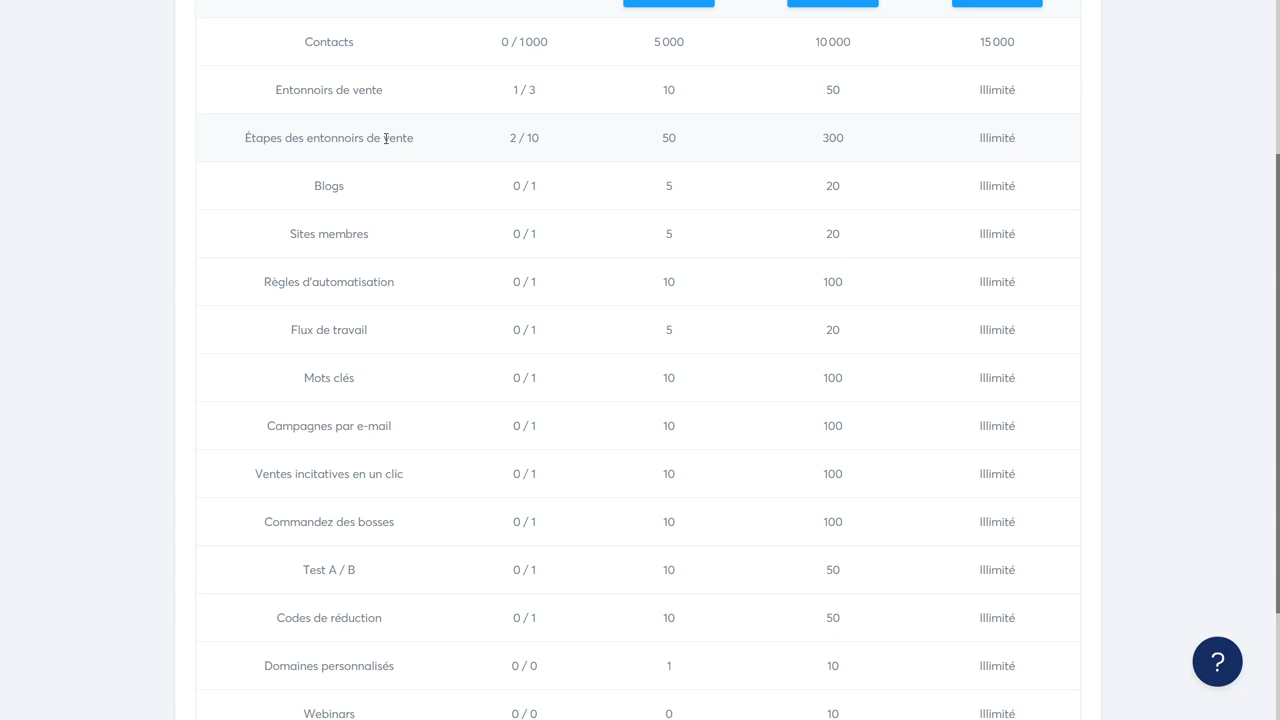 Contacts 0 / 1 000 5 000 10 000 15 000
Entonnoirs de vente 1 / 3 10 50 Illimité
Étapes des entonnoirs de vente 2 / 10 50 300 Illimité
Blogs 0 / 1 5 20 Illimité
Sites membres 0 / 1 5 20 Illimité
Règles d'automatisation 0 / 1 10 100 Illimité
Flux de travail 0 / 1 5 20 Illimité
Mots clés 0 / 1 10 100 Illimité
Campagnes par e-mail 0 / 1 10 100 Illimité
Ventes incitatives en un clic 0 / 1 10 100 Illimité
Commandez des bosses 0 / 1 10 100 Illimité
Test A / B 0 / 1 10 50 Illimité
Codes de réduction 0 / 1 10 50 Illimité
Domaines personnalisés 0 / 0 1 10 Illimité
Webinars 0 / 0 0 10 Illimité
?